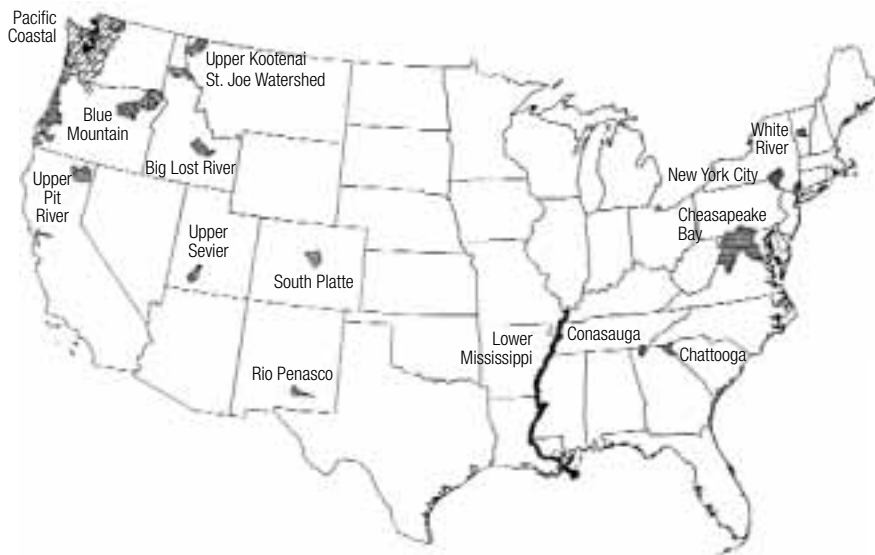 Pacific
Coastal
Upper Kootenai
St. Joe Watershed
Blue
Mountain
Big Lost River
Upper
Pit
River
Upper
Sevier
South Platte
Rio Penasco
White
River
New York City
Cheasapeake
Bay
Lower
Mississippi
Conasauga
Chattooga